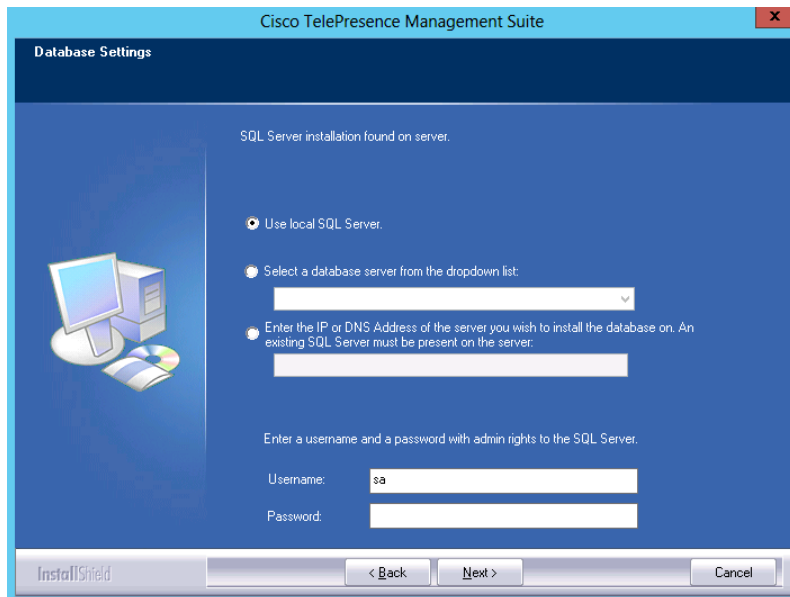 Cisco TelePresence Management Suite
x
Database Settings
SQL Server installation found on server.
Use local SQL Server.
Select a database server from the dropdown list:
Enter the IP or DNS Address of the server you wish to install the database on. An
existing SQL Server must be present on the server:
Enter a username and a password with admin rights to the SQL Server.
Username:
sa
Password:
InstallShield
< Back
Next >
Cancel